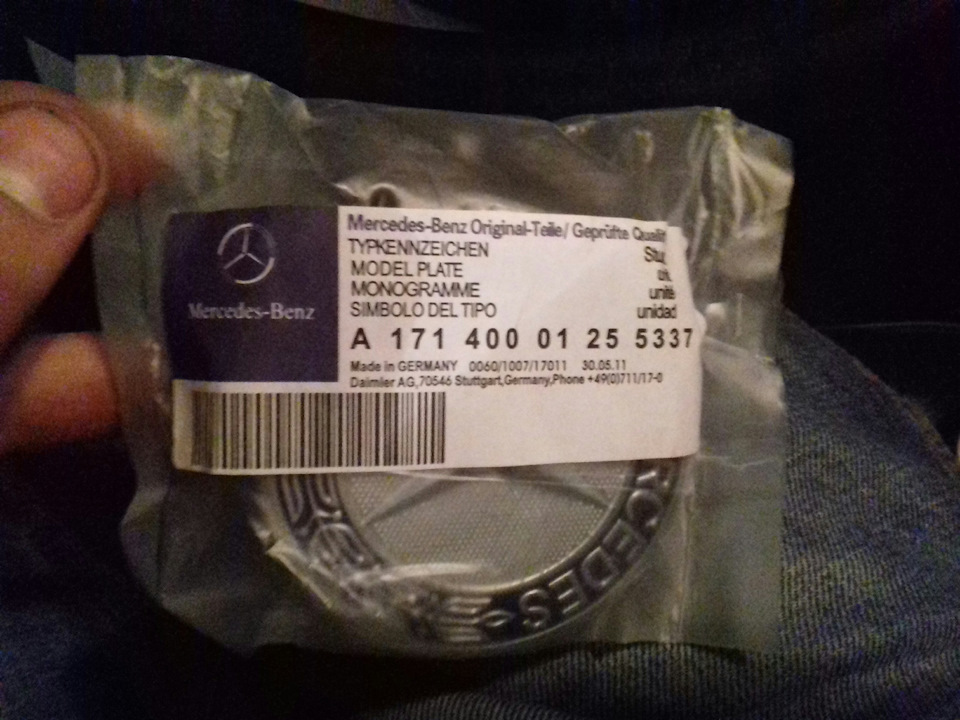 Mercedes-Benz
Mercedes-Benz Original-Teile/ Geprüfte
TYPKENNZEICHEN
MODEL PLATE
MONOGRAMME unité
SIMBOLO DEL TIPO unidad
A 171 400 01 25 5337
Made in GERMANY 0060/1007/17011 30.05.11
Daimler AG,70546 Stuttgart,Germany,Phone +49(0)711/17-0